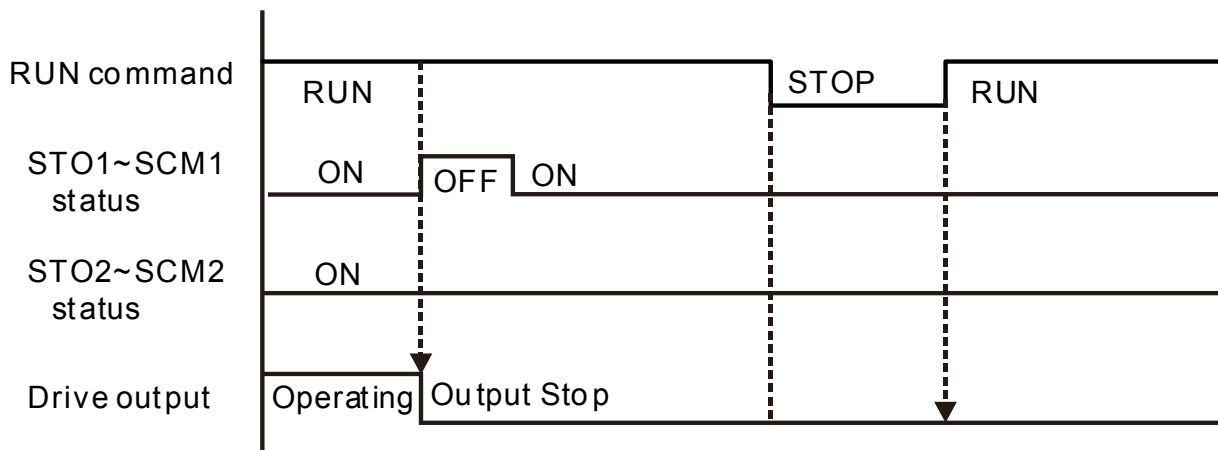 RUN command
RUN
STOP
RUN
STO1~SCM1
status
ON
OFF
ON
STO2~SCM2
status
ON
Drive output
Operating
Output Stop